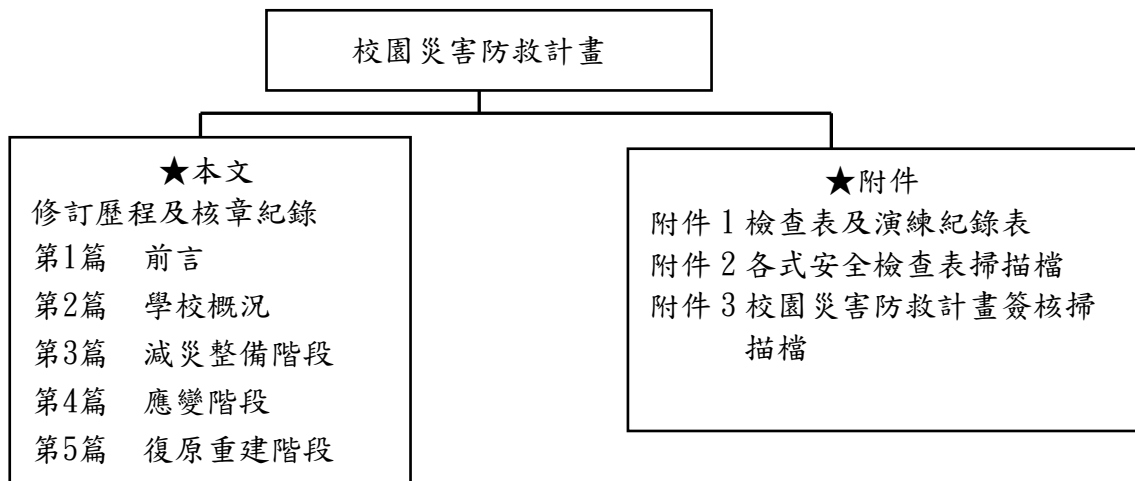 校園災害防救計畫
★本文
修訂歷程及核章紀錄
第1篇 前言
第2篇 學校概況
第3篇 減災整備階段
第4篇 應變階段
第5篇 復原重建階段
★附件
附件1檢查表及演練紀錄表
附件2各式安全檢查表掃描檔
附件3校園災害防救計畫簽核掃
描檔